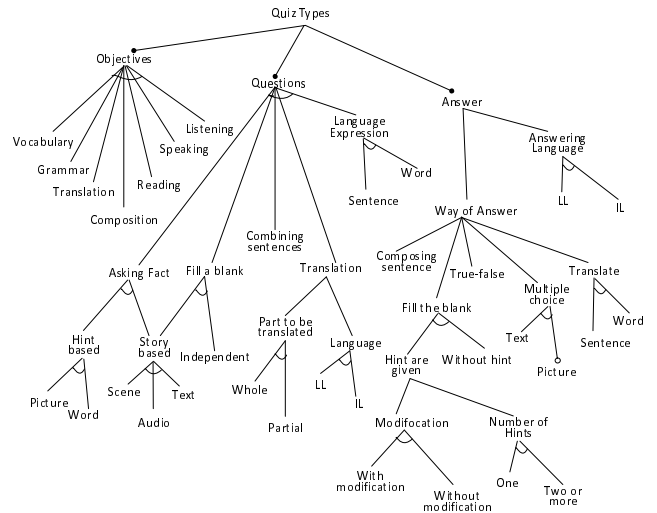 Quiz Types
Objectives
Questions
Answer
Vocabulary
Grammar
Translation
Composition
Reading
Speaking
Listening
Language
Expression
Sentence
Word
Answering
Language
LL
IL
Way of Answer
Combining
sentences
Asking Fact
Fill a blank
Translation
Composing
sentence
True-false
Fill the blank
Multiple
choice
Translate
Hint
based
Story
based
Independent
Part to be
translated
Language
Hint are
given
Without hint
Text
Picture
Sentence
Word
Picture
Word
Scene
Audio
Text
Whole
Partial
LL
IL
Modifocation
Number of
Hints
With
modification
Without
modification
One
Two or
more